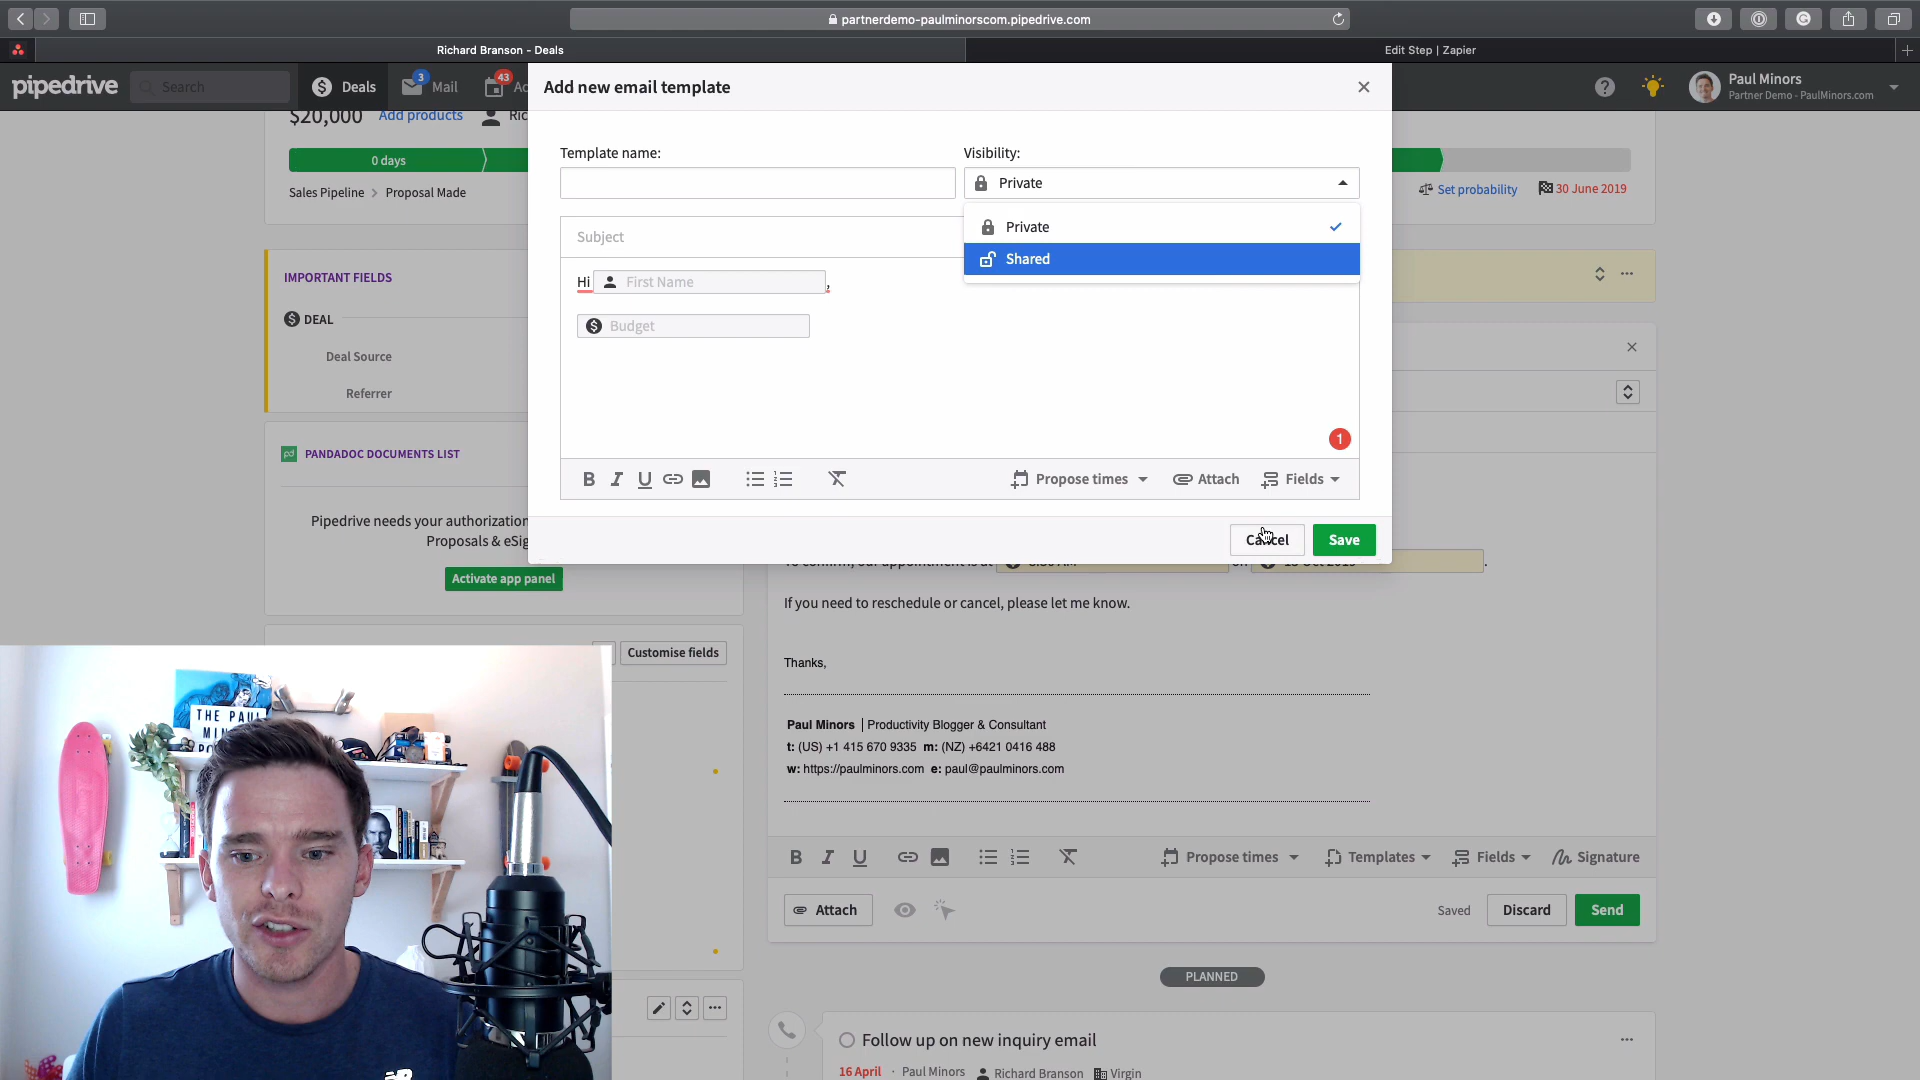 partnerdemo-paulminorscom.pipedrive.com
Richard Branson - Deals
Edit Step | Zapier
pipedrive
Search
Deals
3
Mail
43
Paul Minors
Partner Demo - PaulMinors.com
$20,000
Add products
0 days
Sales Pipeline > Proposal Made
Set probability
30 June 2019
IMPORTANT FIELDS
DEAL
Deal Source
Referrer
PANDADOC DOCUMENTS LIST
Pipedrive needs your authorization
Proposals &
Activate app panel
Customise fields
Add new email template
Template name:
Visibility:
Private
Private
Shared
Subject
Hi First Name ,
Budget
1
Propose times
Attach
Fields
Cancel
Save
If you need to reschedule or cancel, please let me know.
Thanks,
Paul Minors | Productivity Blogger & Consultant
t: (US) +1 415 670 9335 m: (NZ) +6421 0416 488
w: https://paulminors.com e: paul@paulminors.com
Propose times
Templates
Fields
Signature
Attach
Saved
Discard
Send
PLANNED
Follow up on new inquiry email
16 April · Paul Minors Richard Branson Virgin
THE PAUL